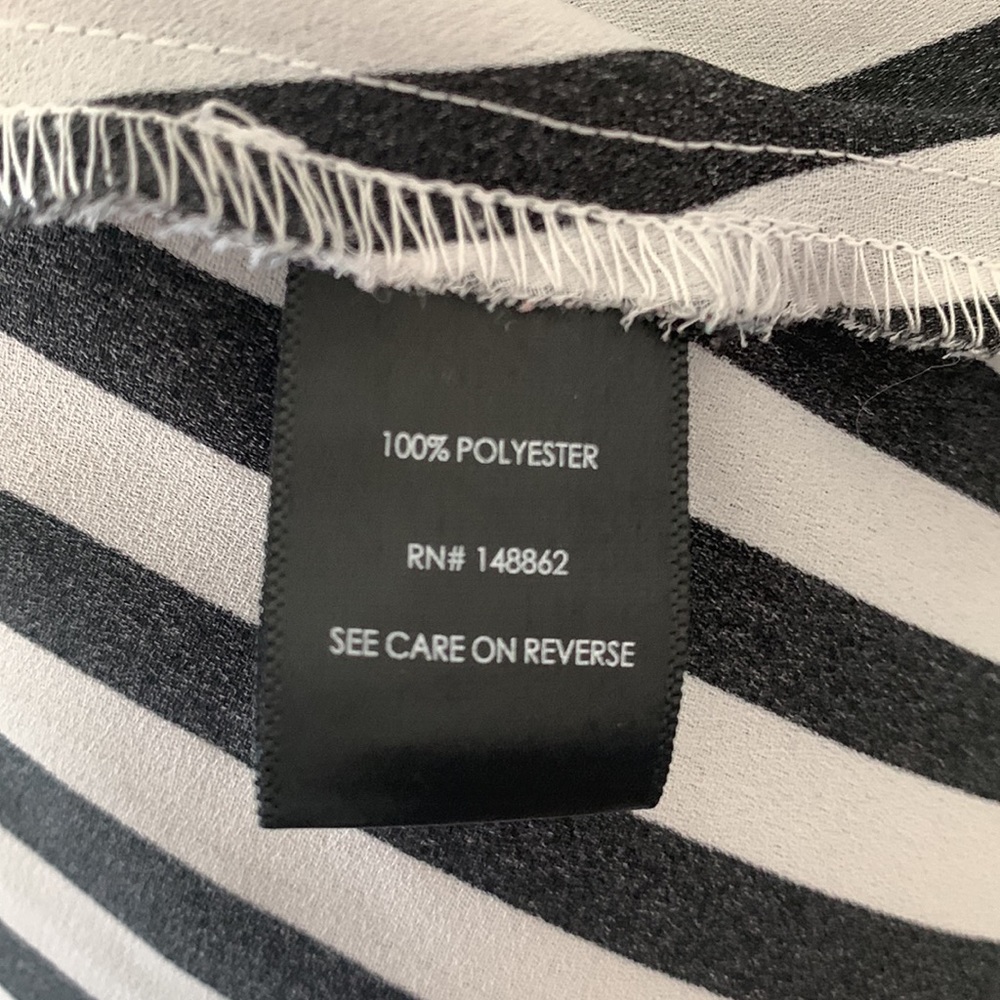 100% POLYESTER
RN# 148862
SEE CARE ON REVERSE